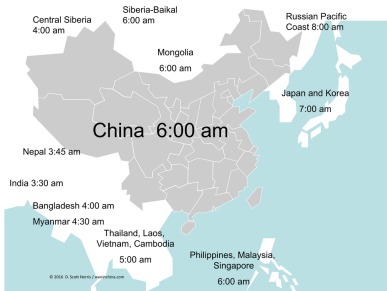 Siberia-Baikal
6:00 am
Central Siberia
4:00 am
Russian Pacific
Coast 8:00 am
Mongolia
6:00 am
Japan and Korea
7:00 am
China 6:00 am
Nepal 3:45 am
India 3:30 am
Bangladesh 4:00 am
Myanmar 4:30 am
Thailand, Laos,
Vietnam, Cambodia
5:00 am
Philippines, Malaysia,
Singapore
6:00 am